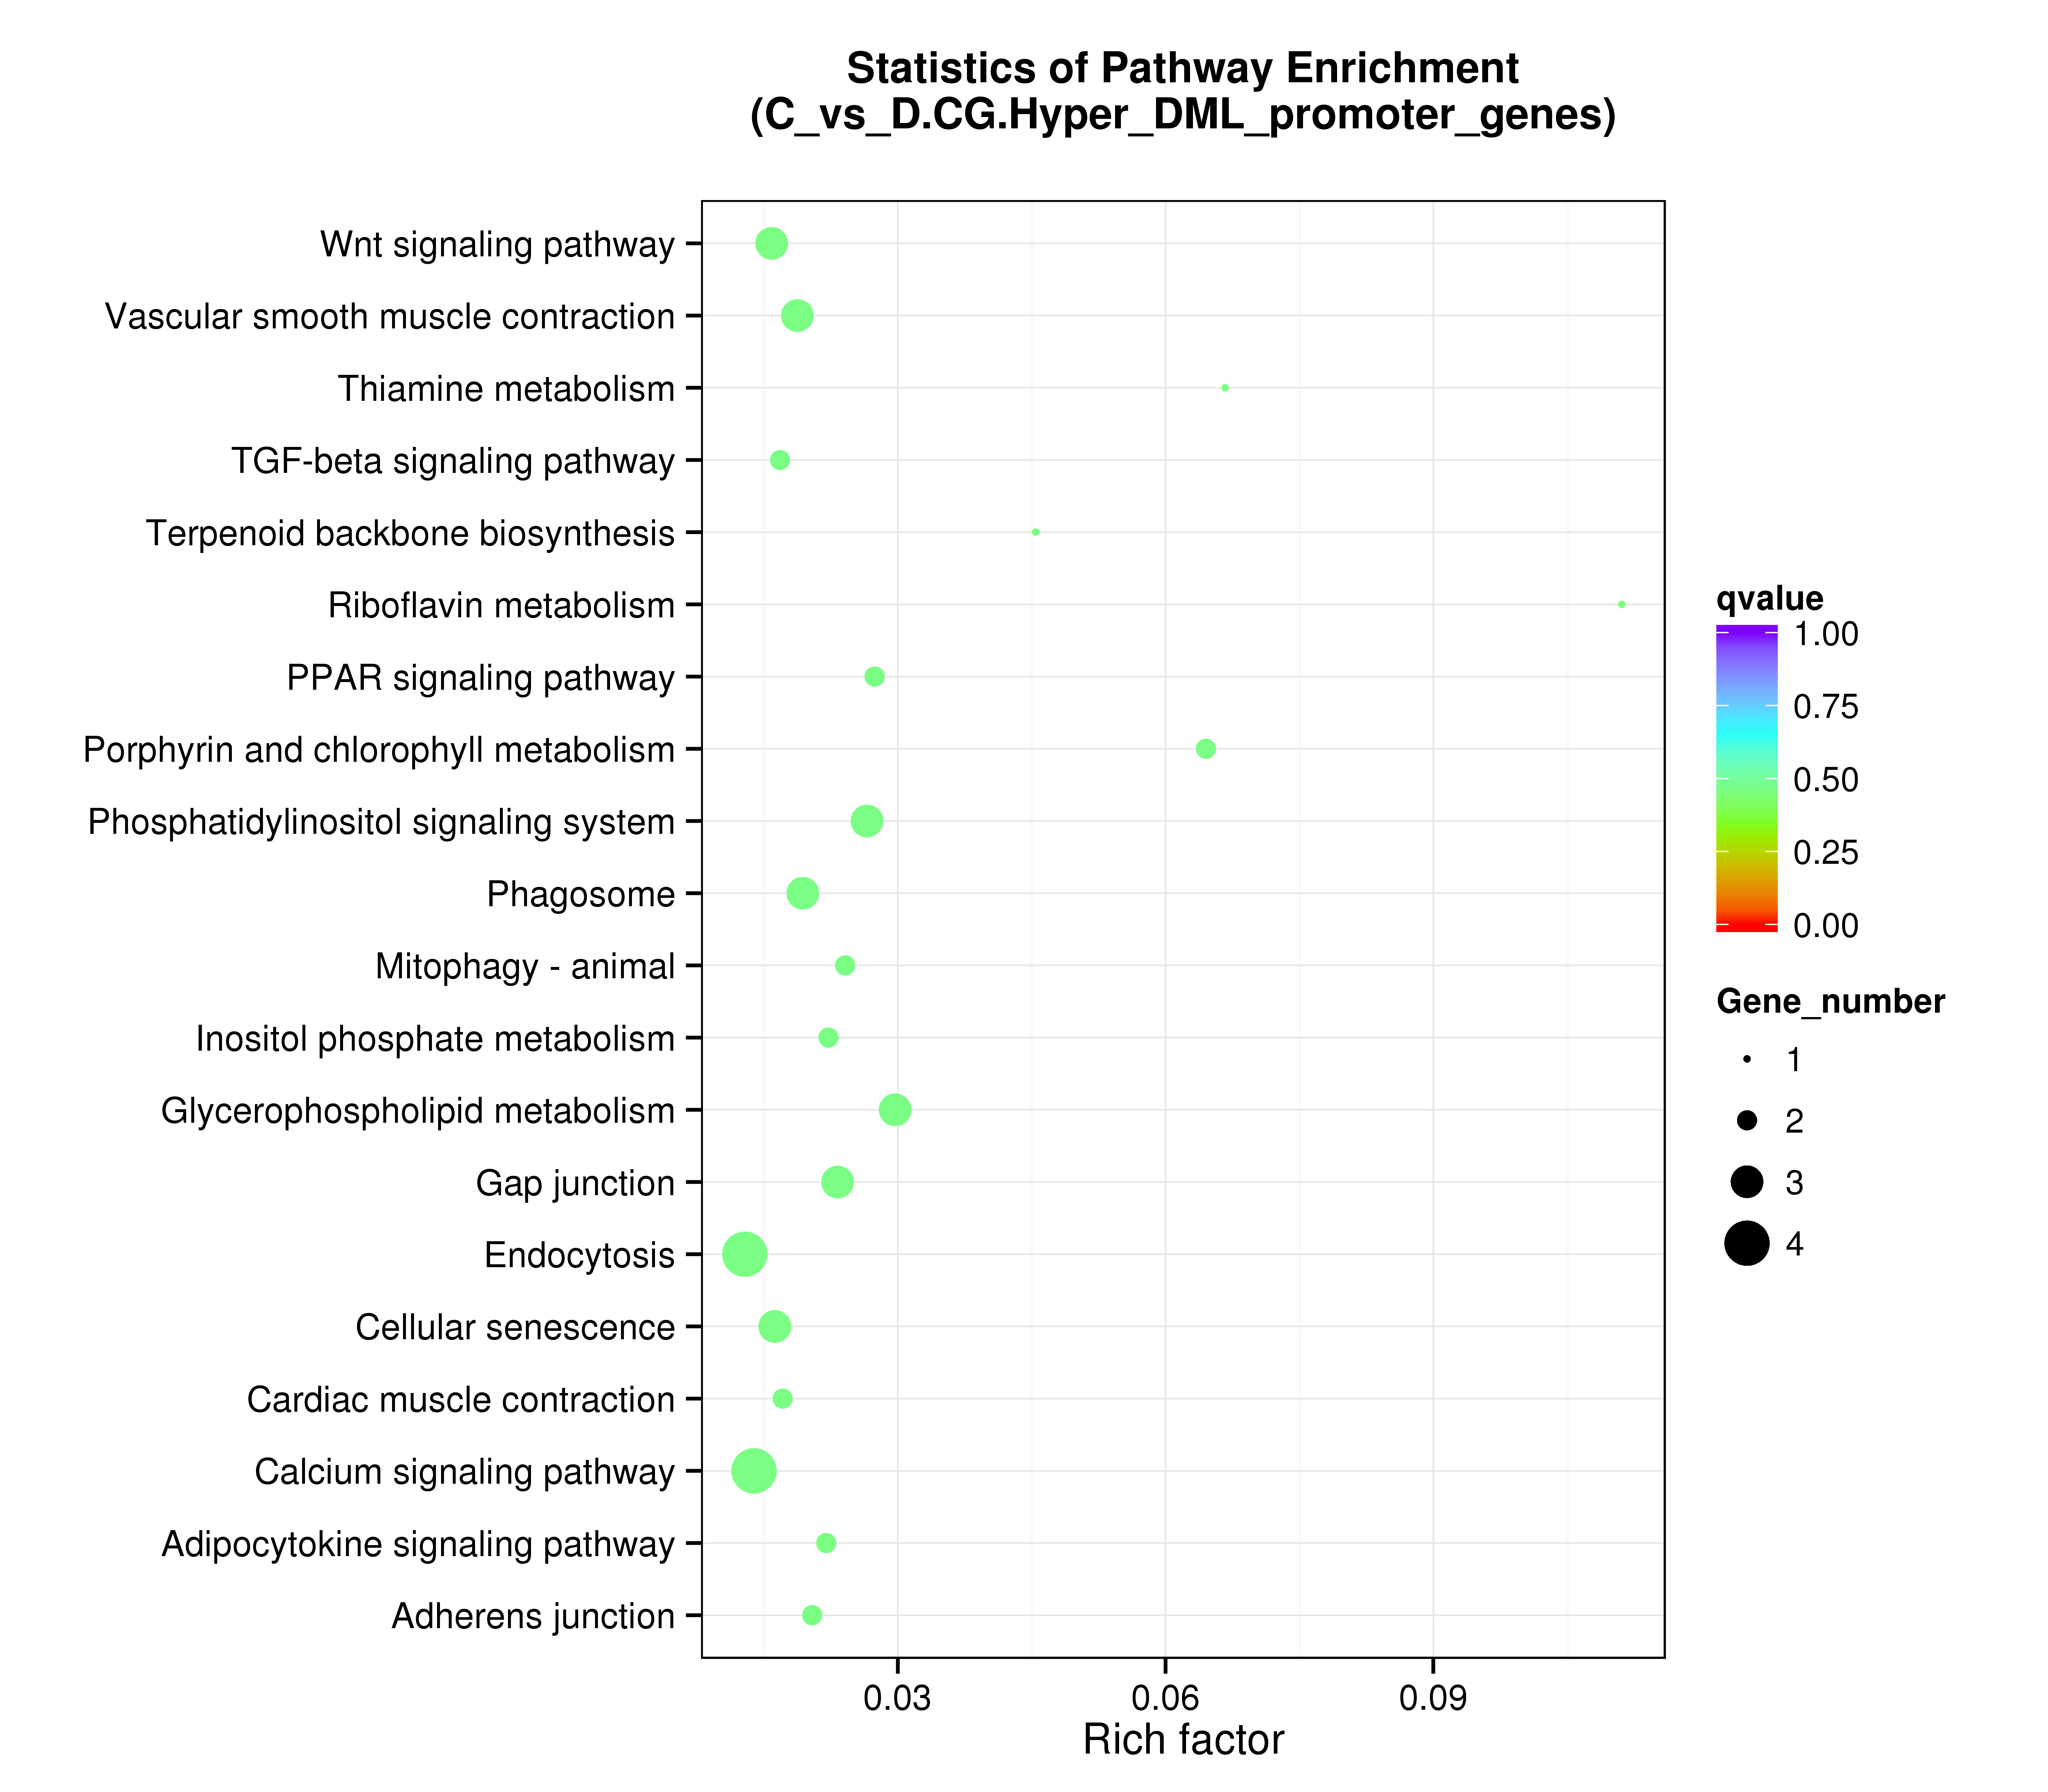 Statistics of Pathway Enrichment
(C_vs_D.CG.Hyper_DML_promoter_genes)
Wnt signaling pathway
Vascular smooth muscle contraction
Thiamine metabolism
TGF-beta signaling pathway
Terpenoid backbone biosynthesis
Riboflavin metabolism
PPAR signaling pathway
Porphyrin and chlorophyll metabolism
Phosphatidylinositol signaling system
Phagosome
Mitophagy - animal
Inositol phosphate metabolism
Glycerophospholipid metabolism
Gap junction
Endocytosis
Cellular senescence
Cardiac muscle contraction
Calcium signaling pathway
Adipocytokine signaling pathway
Adherens junction
0.03 0.06 0.09
Rich factor
qvalue
1.00
0.75
0.50
0.25
0.00
Gene_number
1
2
3
4